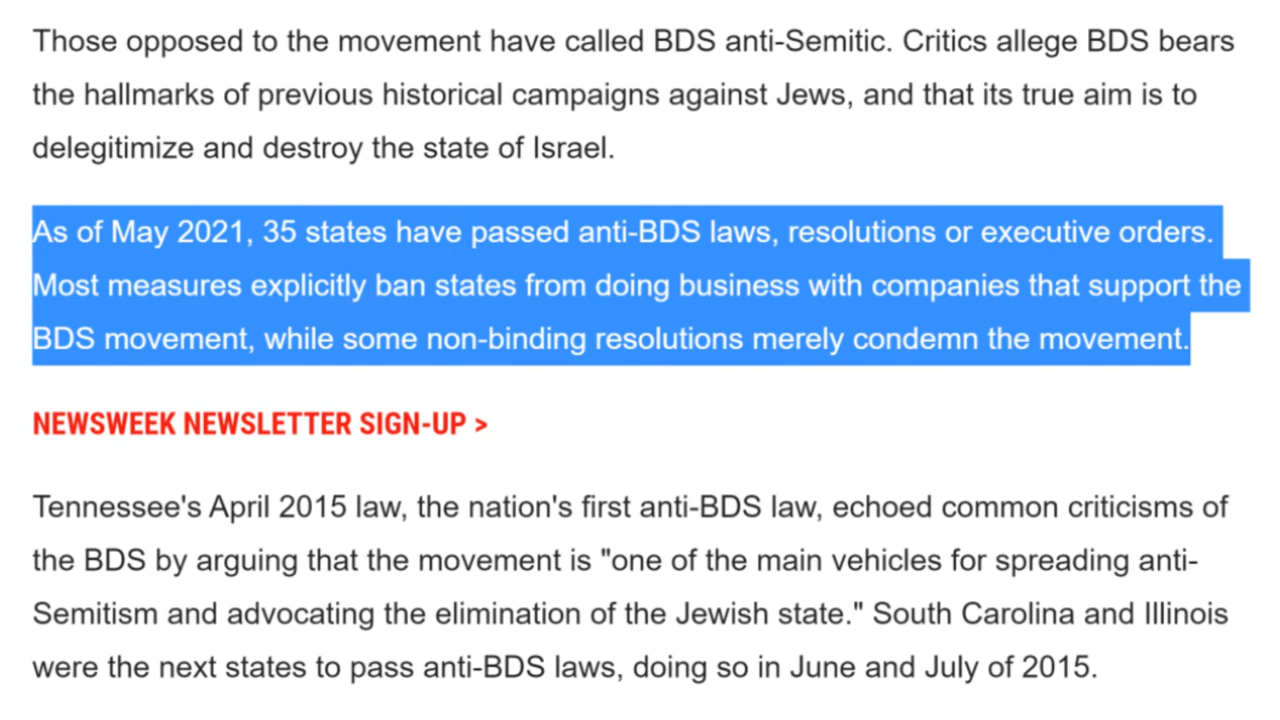 Those opposed to the movement have called BDS anti-Semitic. Critics allege BDS bears
the hallmarks of previous historical campaigns against Jews, and that its true aim is to
delegitimize and destroy the state of Israel.
As of May 2021, 35 states have passed anti-BDS laws, resolutions or executive orders.
Most measures explicitly ban states from doing business with companies that support the
BDS movement, while some non-binding resolutions merely condemn the movement.
NEWSWEEK NEWSLETTER SIGN-UP >
Tennessee's April 2015 law, the nation's first anti-BDS law, echoed common criticisms of
the BDS by arguing that the movement is "one of the main vehicles for spreading anti-
Semitism and advocating the elimination of the Jewish state." South Carolina and Illinois
were the next states to pass anti-BDS laws, doing so in June and July of 2015.